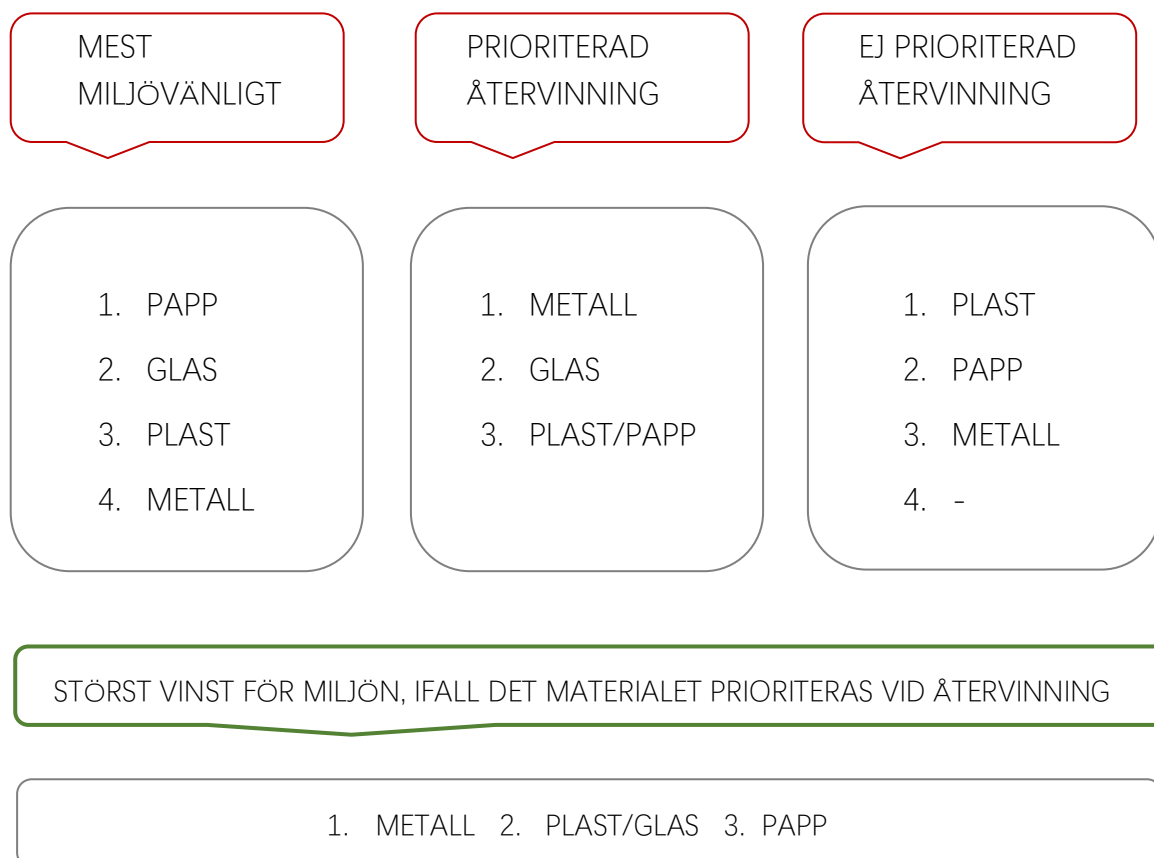 MEST
MILJÖVÄNLIGT
PRIORITERAD
ÅTERVINNING
EJ PRIORITERAD
ÅTERVINNING
1. PAPP
2. GLAS
3. PLAST
4. METALL
1. METALL
2. GLAS
3. PLAST/PAPP
1. PLAST
2. PAPP
3. METALL
4. -
STÖRST VINST FÖR MILJÖN, IFALL DET MATERIALET PRIORITERAS VID ÅTERVINNING
1. METALL 2. PLAST/GLAS 3. PAPP